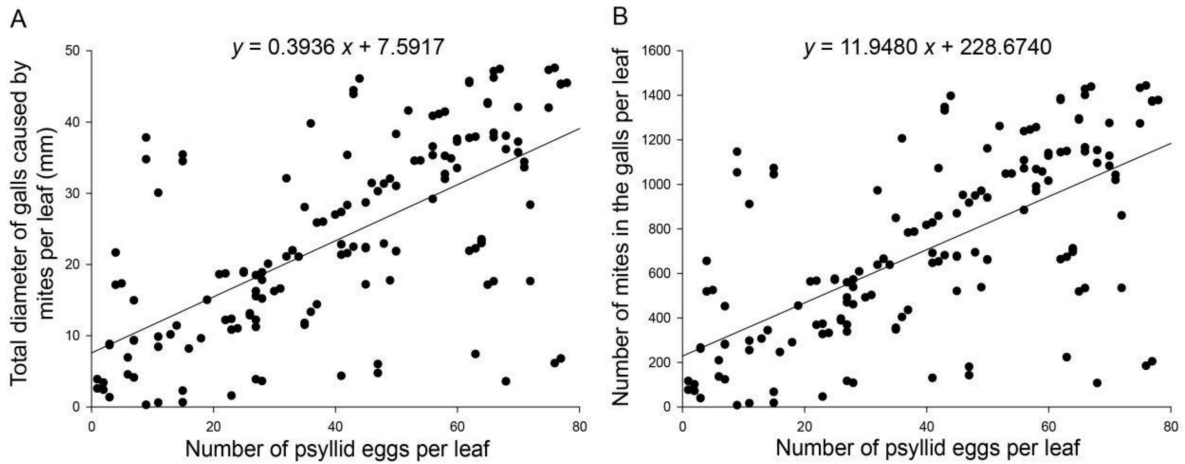 A
y = 0.3936 x + 7.5917
Total diameter of galls caused by
mites per leaf (mm)
50
40
30
20
10
0
0 20 40 60 80
Number of psyllid eggs per leaf
B
y = 11.9480 x + 228.6740
Number of mites in the galls per leaf
1600
1400
1200
1000
800
600
400
200
0
0 20 40 60 80
Number of psyllid eggs per leaf